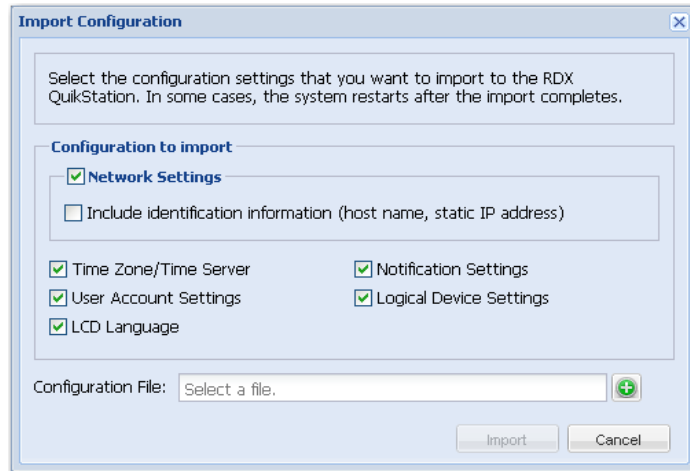 Import Configuration
Select the configuration settings that you want to import to the RDX
QuikStation. In some cases, the system restarts after the import completes.
Configuration to import
Network Settings
Include identification information (host name, static IP address)
Time Zone/Time Server
Notification Settings
User Account Settings
Logical Device Settings
LCD Language
Configuration File: Select a file.
Import
Cancel